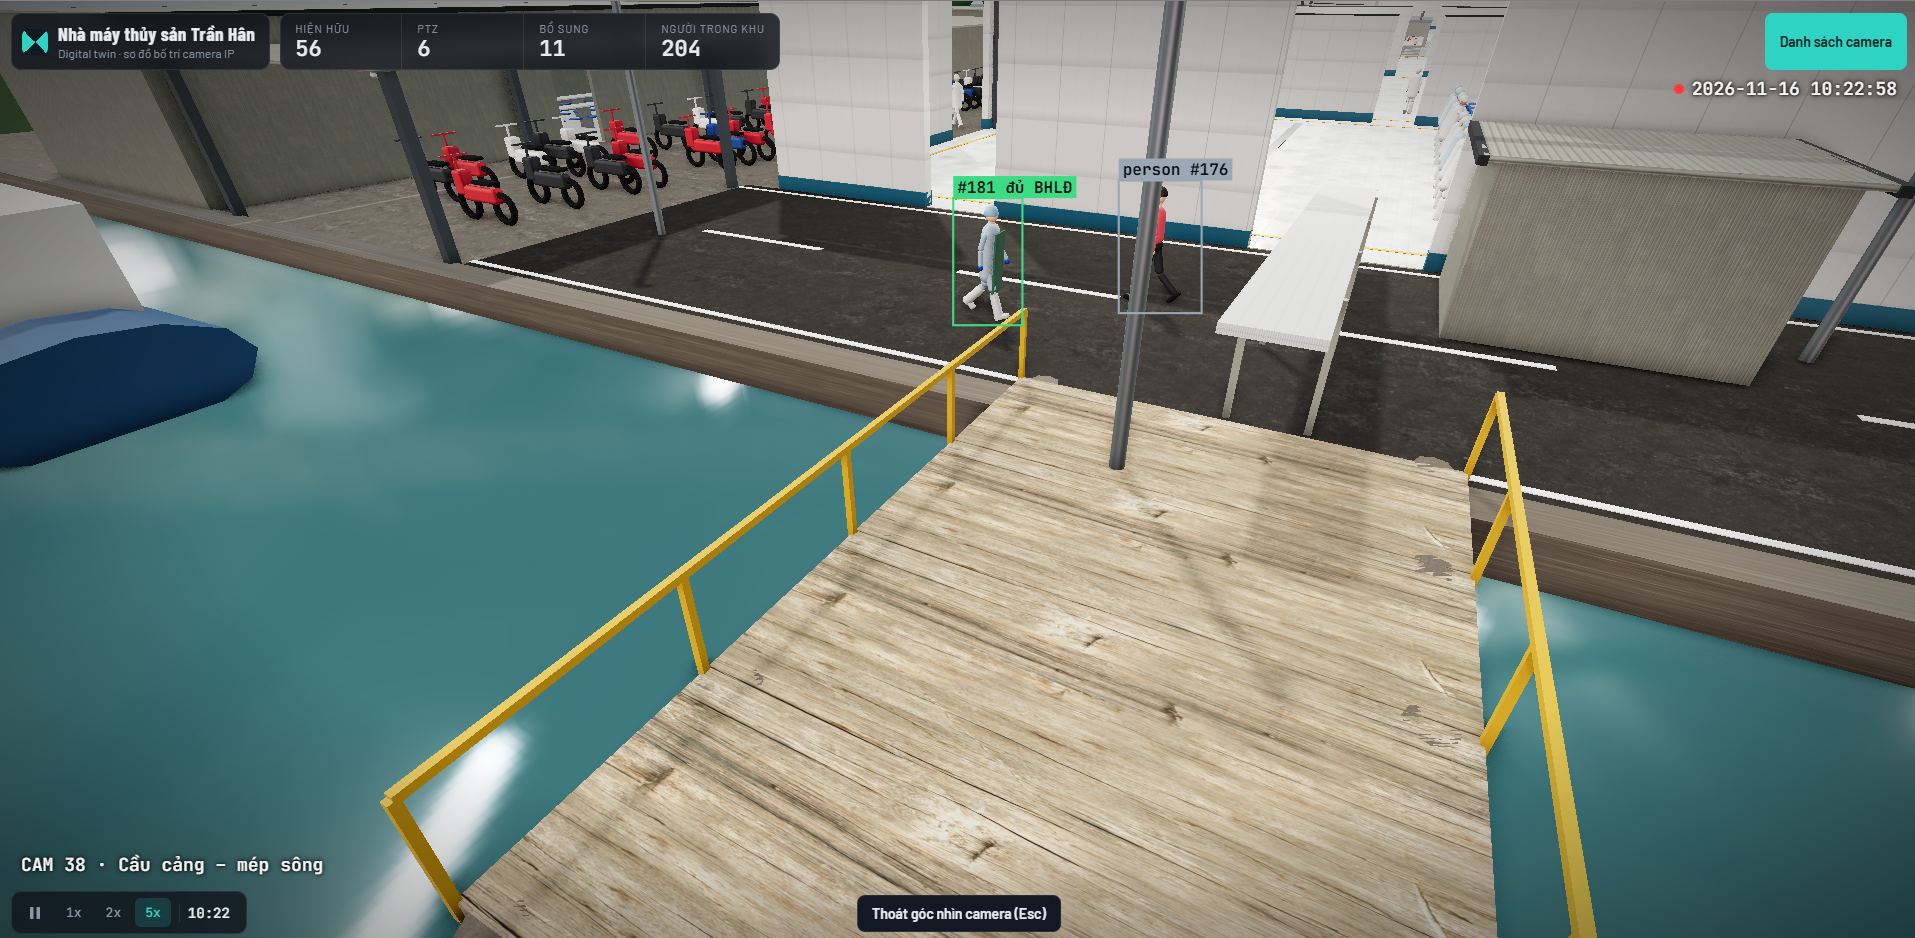 Nhà máy thủy sản Trần Hân
Digital twin · sơ đồ bố trí camera IP
HIỆN HỮU
56
PTZ
6
BỔ SUNG
11
NGƯỜI TRONG KHU
204
Danh sách camera
2026-11-16 10:22:58
#181 đủ BHLĐ
person #176
CAM 38 · Cầu cảng – mép sông
1x 2x 5x 10:22
Thoát góc nhìn camera (Esc)